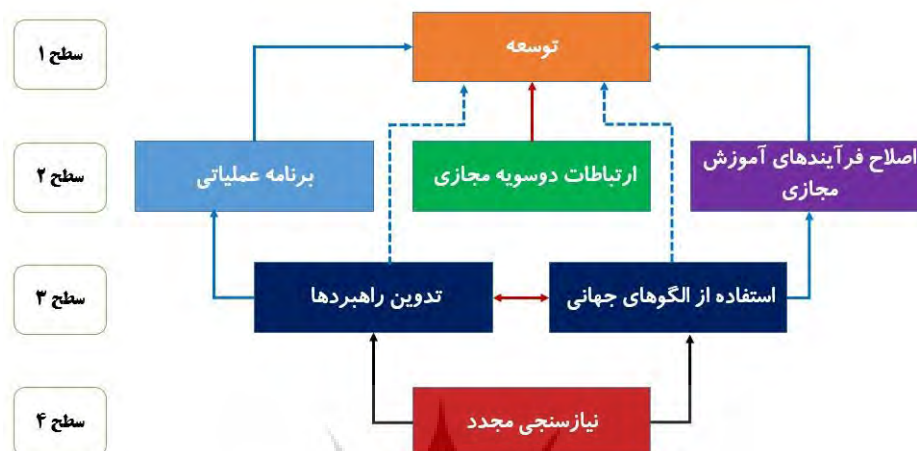 سطح ۱
توسعه
سطح ۲
اصلاح فرآیندهای آموزش
مجازی
ارتباطات دوسویه مجازی
برنامه عملیاتی
سطح ۳
استفاده از الگوهای جهانی
تدوین راهبردها
سطح ۴
نیازسنجی مجدد